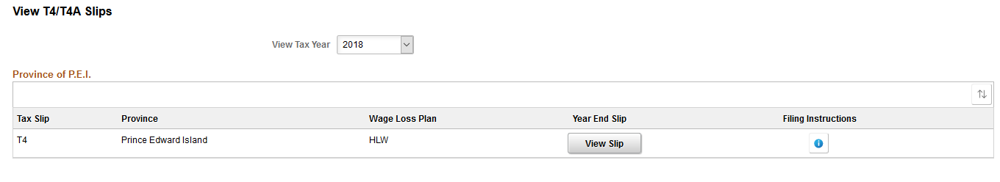 View T4/T4A Slips
View Tax Year 2018
Province of P.E.I.
Tax Slip Province Wage Loss Plan Year End Slip Filing Instructions
T4 Prince Edward Island HLW View Slip